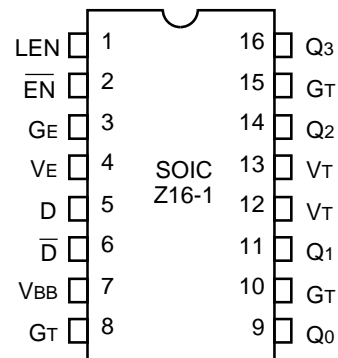 LEN 1 16 Q3
E̅N̅ 2 15 GT
GE 3 14 Q2
VE 4 SOIC 13 VT
Z16-1
D 5 12 VT
D̅ 6 11 Q1
VBB 7 10 GT
GT 8 9 Q0